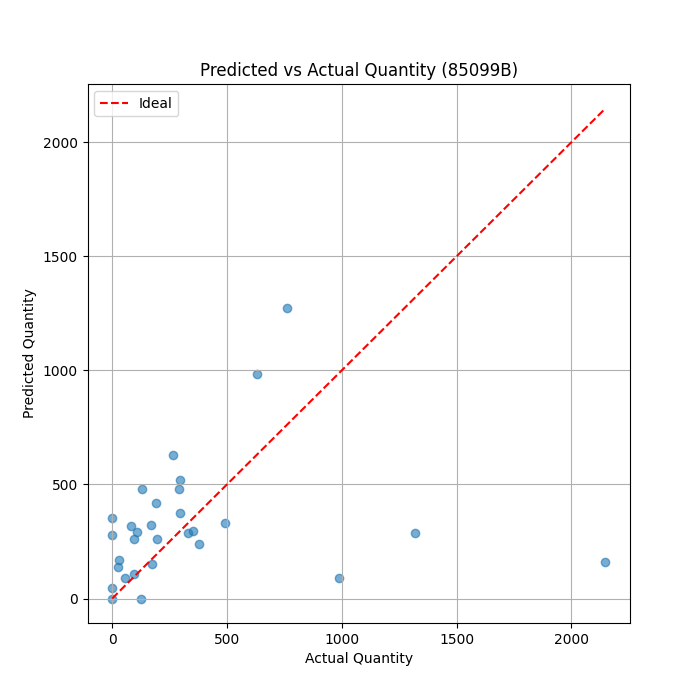 Predicted vs Actual Quantity (85099B)
Ideal
2000
1500
1000
500
0
Predicted Quantity
0 500 1000 1500 2000
Actual Quantity